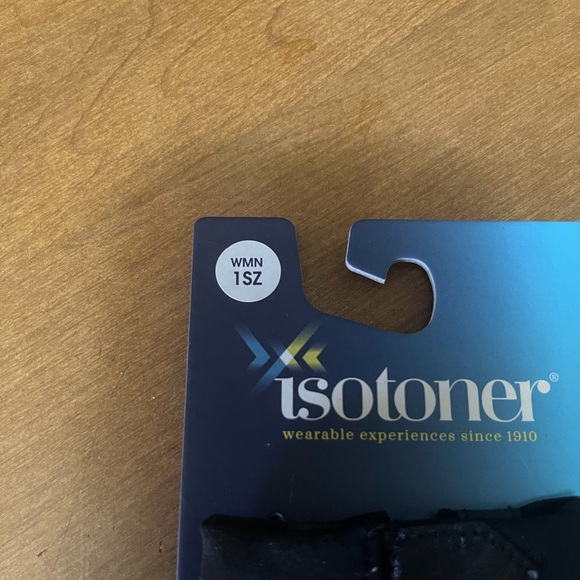 WMN
1SZ
isotoner®
wearable experiences since 1910